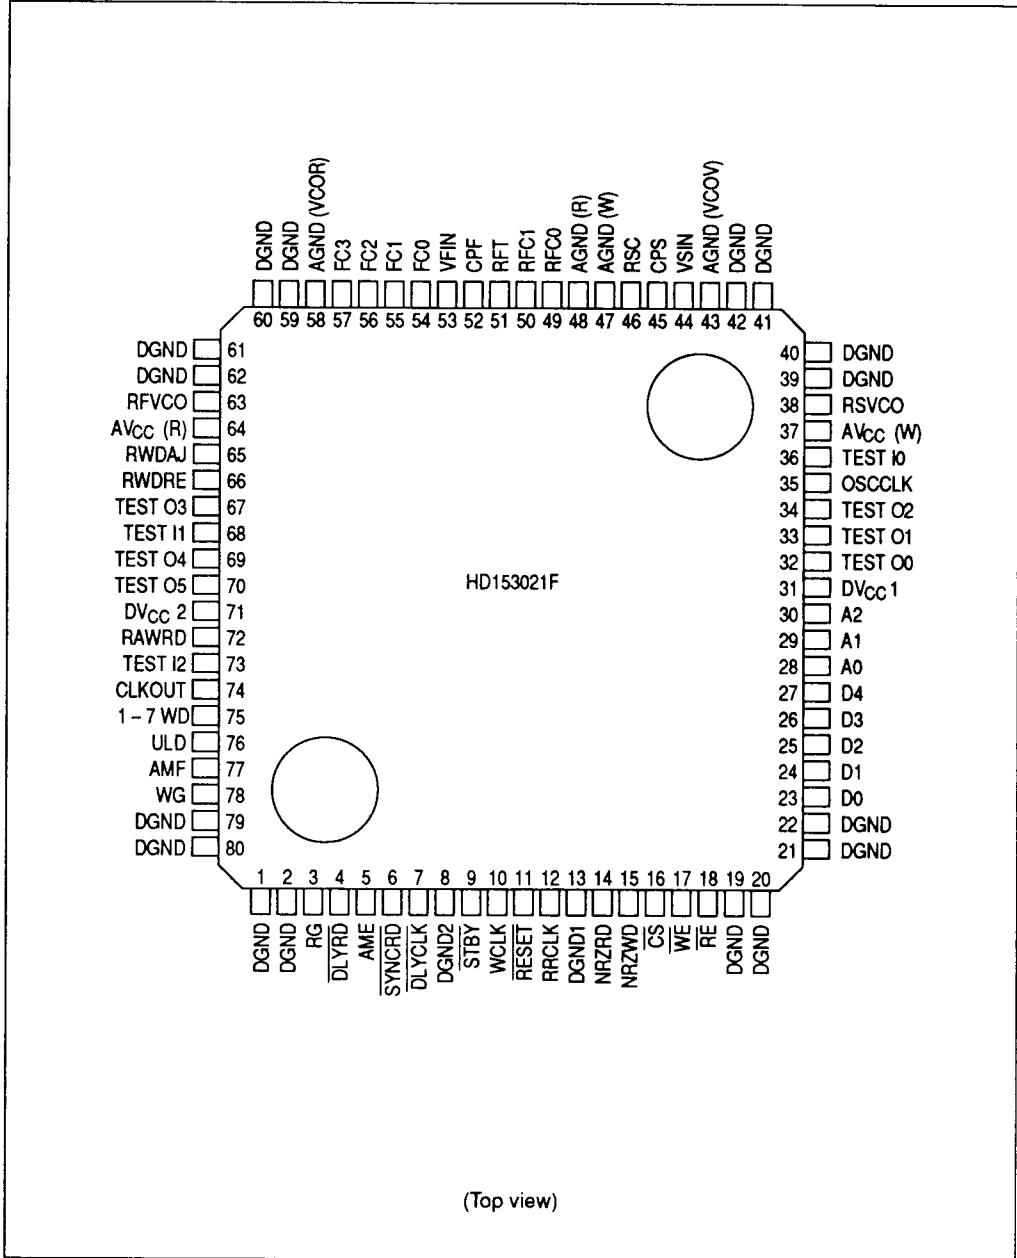 DGND DGND AGND (VCOR) FC3 FC2 FC1 FC0 VFIN CPF RFT RFC1 RFC0 AGND (R) AGND (W) RSC CPS VSIN AGND (VCOV) DGND DGND
60 59 58 57 56 55 54 53 52 51 50 49 48 47 46 45 44 43 42 41
DGND 61
DGND 62
RFVCO 63
AVCC (R) 64
RWDAJ 65
RWDRE 66
TEST O3 67
TEST I1 68
TEST O4 69
TEST O5 70
DVCC 2 71
RAWRD 72
TEST I2 73
CLKOUT 74
1 – 7 WD 75
ULD 76
AMF 77
WG 78
DGND 79
DGND 80
HD153021F
40 DGND
39 DGND
38 RSVCO
37 AVCC (W)
36 TEST I0
35 OSCCLK
34 TEST O2
33 TEST O1
32 TEST O0
31 DVCC 1
30 A2
29 A1
28 A0
27 D4
26 D3
25 D2
24 D1
23 D0
22 DGND
21 DGND
1 2 3 4 5 6 7 8 9 10 11 12 13 14 15 16 17 18 19 20
DGND DGND RG DLYRD AME SYNCRD DLYCLK DGND2 STBY WCLK RESET RRCLK DGND1 NRZRD NRZWD CS WE RE DGND DGND
(Top view)